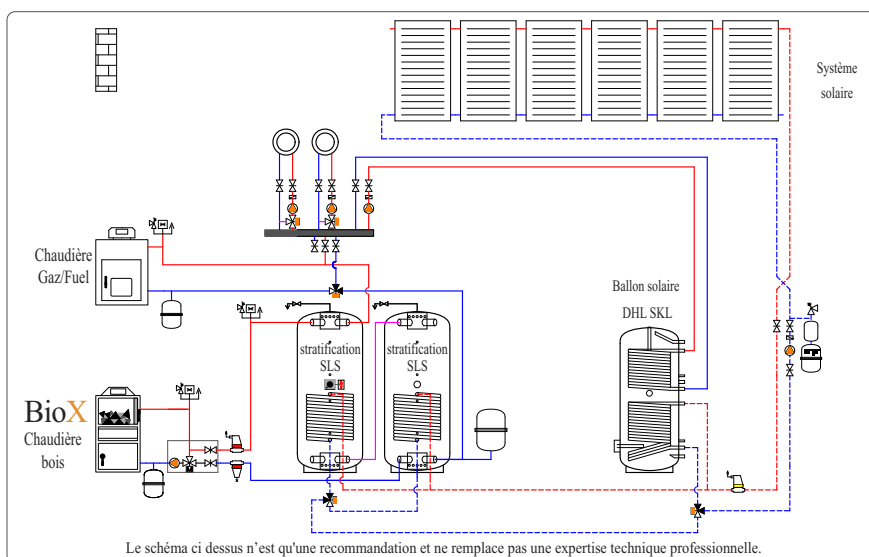 Système
solaire
Chaudière
Gaz/Fuel
Ballon solaire
DHL SKL
stratification
SLS
stratification
SLS
BioX
Chaudière
bois
Le schéma ci dessus n’est qu'une recommandation et ne remplace pas une expertise technique professionnelle.